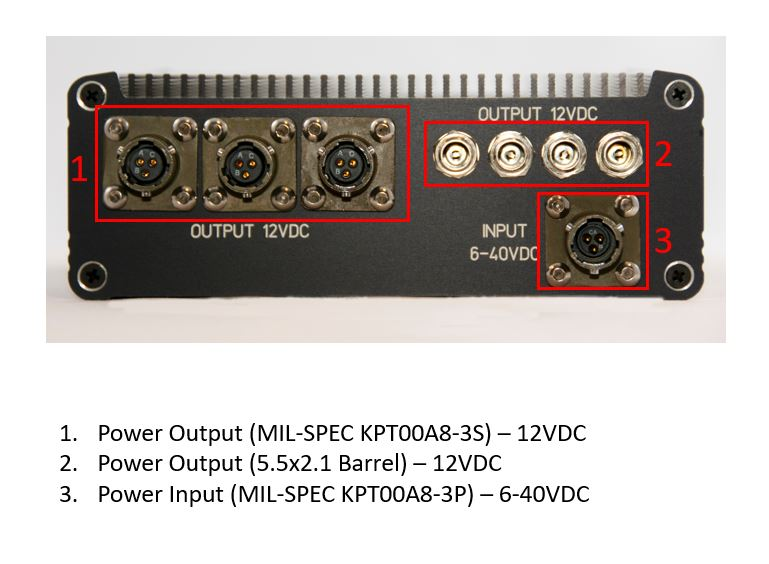 OUTPUT 12VDC
1
2
A C
B
A C
B
A C
B
OUTPUT 12VDC
INPUT
6-40VDC
3
1. Power Output (MIL-SPEC KPT00A8-3S) – 12VDC
2. Power Output (5.5x2.1 Barrel) – 12VDC
3. Power Input (MIL-SPEC KPT00A8-3P) – 6-40VDC